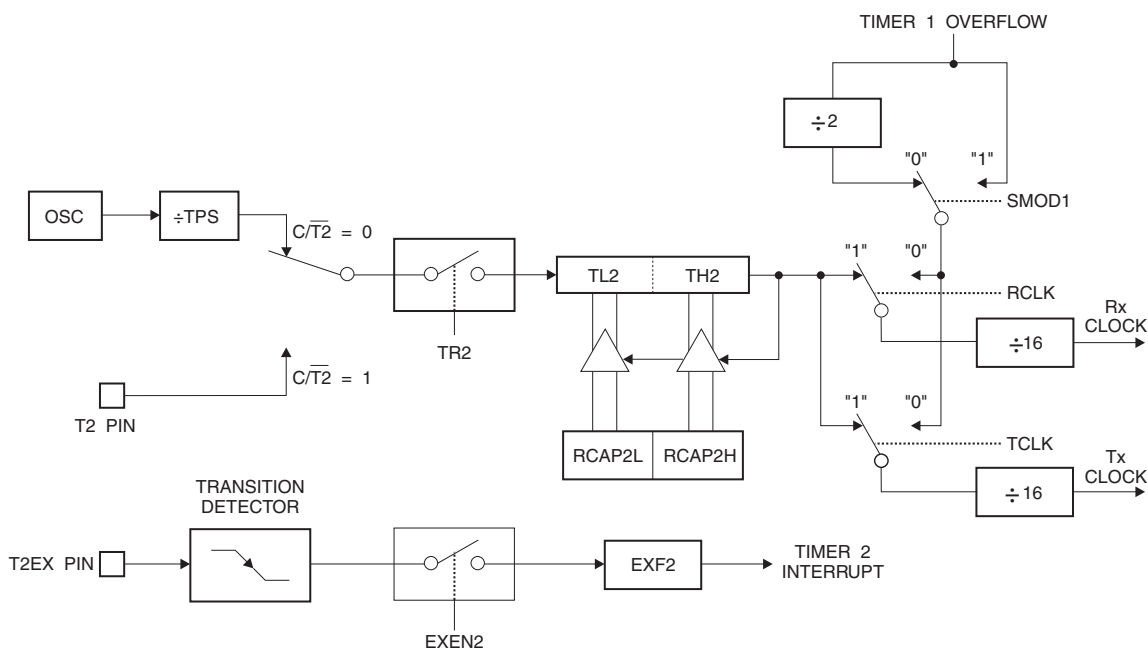 TIMER 1 OVERFLOW
÷2
"0" "1"
SMOD1
OSC
÷TPS
C/T2̅ = 0
TR2
C/T2̅ = 1
T2 PIN
TL2 TH2
RCAP2L RCAP2H
"1" "0"
RCLK
÷16
Rx
CLOCK
"1" "0"
TCLK
÷16
Tx
CLOCK
TRANSITION
DETECTOR
T2EX PIN
EXEN2
EXF2
TIMER 2
INTERRUPT